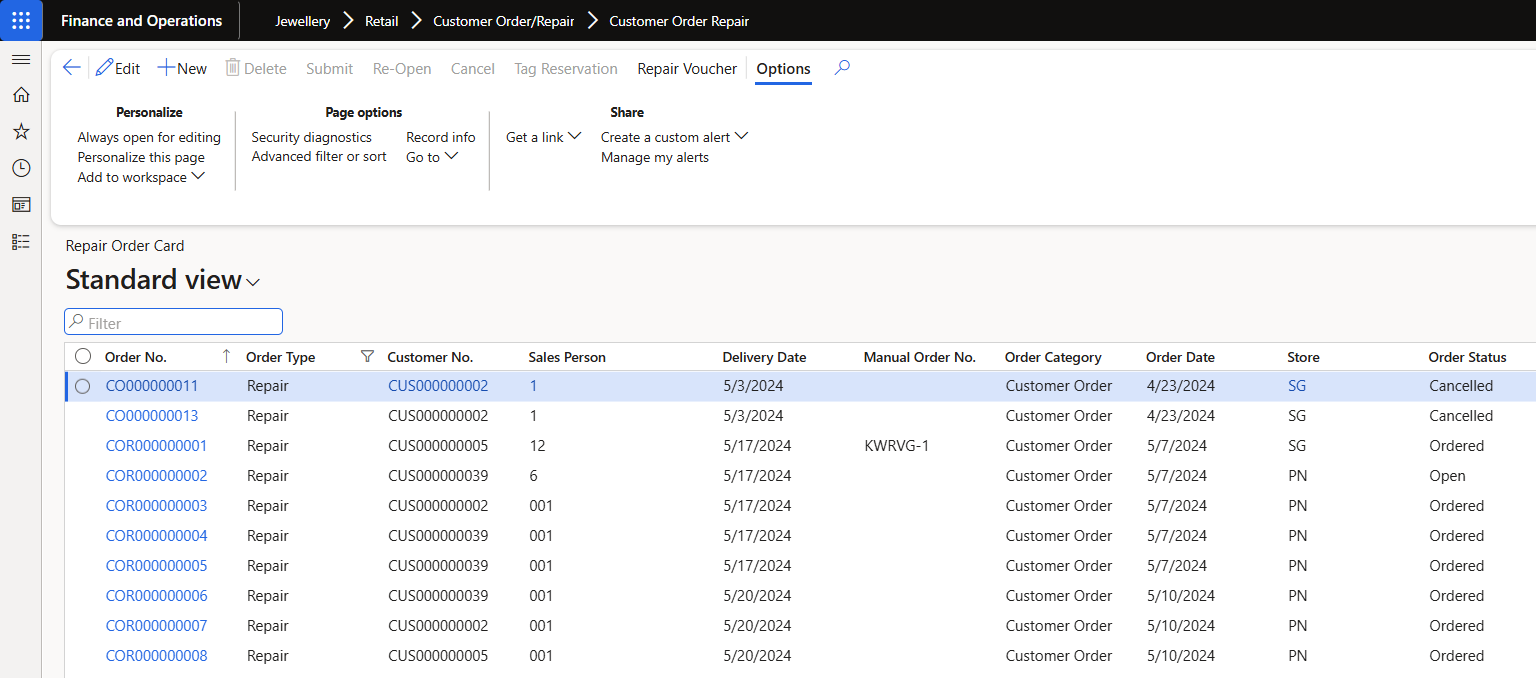 Finance and Operations Jewellery Retail Customer Order/Repair Customer Order Repair
Edit New Delete Submit Re-Open Cancel Tag Reservation Repair Voucher Options
Personalize Page options Share
Always open for editing Security diagnostics Record info Get a link Create a custom alert
Personalize this page Advanced filter or sort Go to Manage my alerts
Add to workspace
Repair Order Card
Standard view
Filter
Order No. Order Type Customer No. Sales Person Delivery Date Manual Order No. Order Category Order Date Store Order Status
CO000000011 Repair CUS000000002 1 5/3/2024 Customer Order 4/23/2024 SG Cancelled
CO000000013 Repair CUS000000002 1 5/3/2024 Customer Order 4/23/2024 SG Cancelled
COR000000001 Repair CUS000000005 12 5/17/2024 KWRVG-1 Customer Order 5/7/2024 SG Ordered
COR000000002 Repair CUS000000039 6 5/17/2024 Customer Order 5/7/2024 PN Open
COR000000003 Repair CUS000000002 001 5/17/2024 Customer Order 5/7/2024 PN Ordered
COR000000004 Repair CUS000000039 001 5/17/2024 Customer Order 5/7/2024 PN Ordered
COR000000005 Repair CUS000000039 001 5/17/2024 Customer Order 5/7/2024 PN Ordered
COR000000006 Repair CUS000000039 001 5/20/2024 Customer Order 5/10/2024 PN Ordered
COR000000007 Repair CUS000000002 001 5/20/2024 Customer Order 5/10/2024 PN Ordered
COR000000008 Repair CUS000000005 001 5/20/2024 Customer Order 5/10/2024 PN Ordered